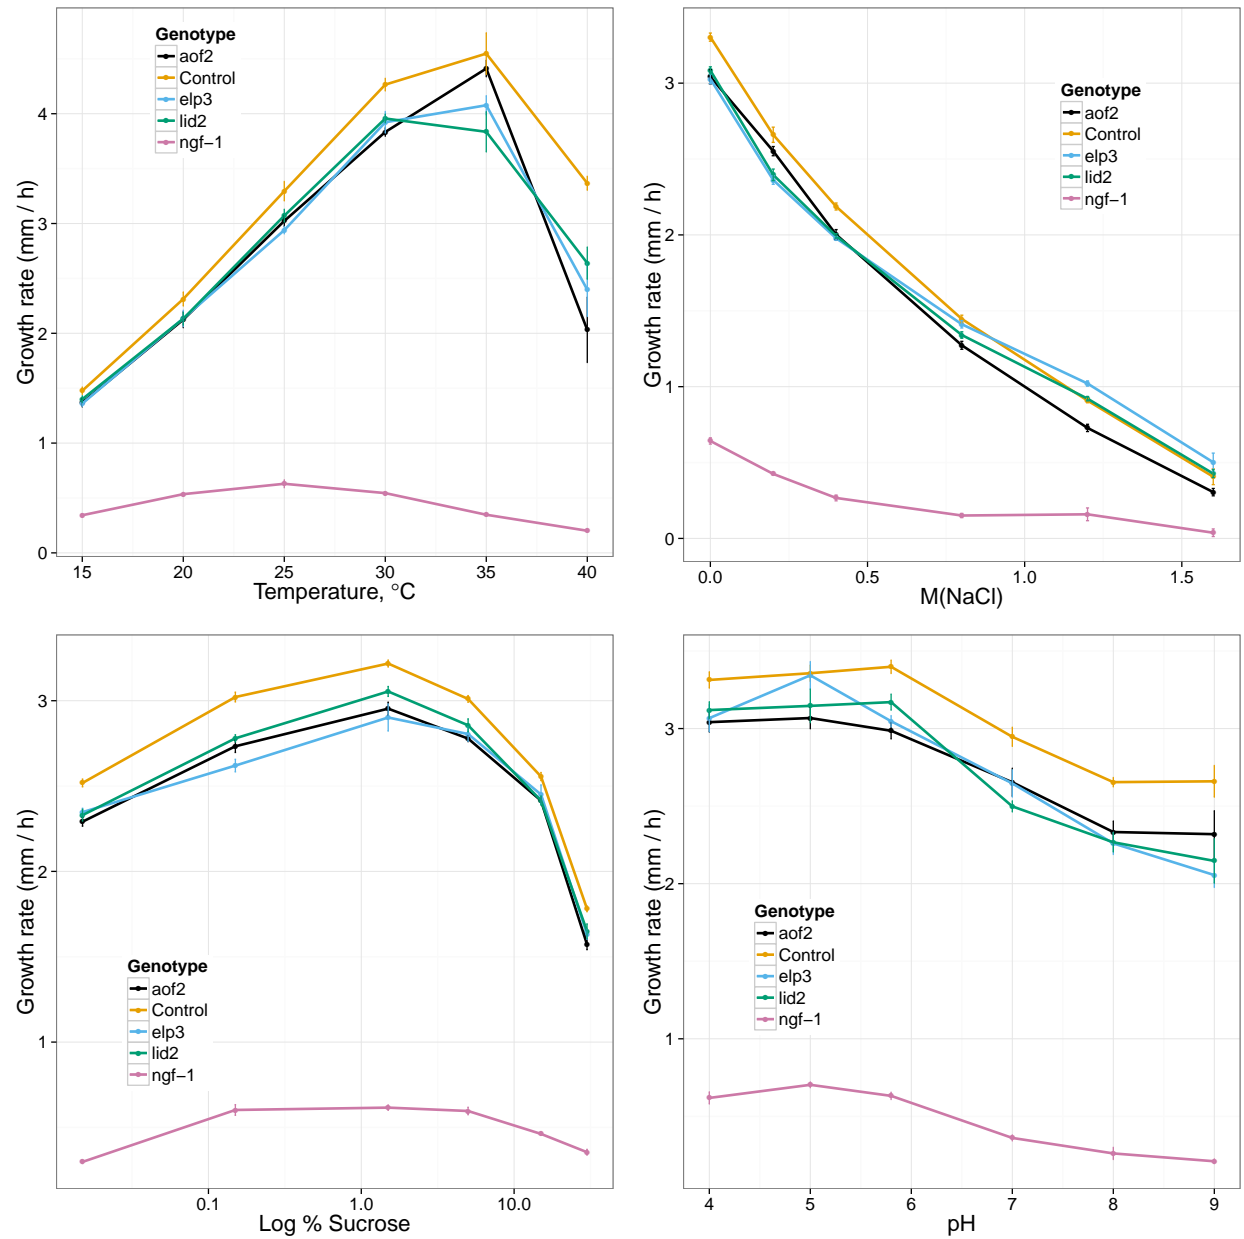 Growth rate (mm / h)
4
3
2
1
0
Genotype
aof2
Control
elp3
lid2
ngf−1
15 20 25 30 35 40
Temperature, °C
Growth rate (mm / h)
3
2
1
0
Genotype
aof2
Control
elp3
lid2
ngf−1
0.0 0.5 1.0 1.5
M(NaCl)
Growth rate (mm / h)
3
2
1
Genotype
aof2
Control
elp3
lid2
ngf−1
0.1 1.0 10.0
Log % Sucrose
Growth rate (mm / h)
3
2
1
Genotype
aof2
Control
elp3
lid2
ngf−1
4 5 6 7 8 9
pH